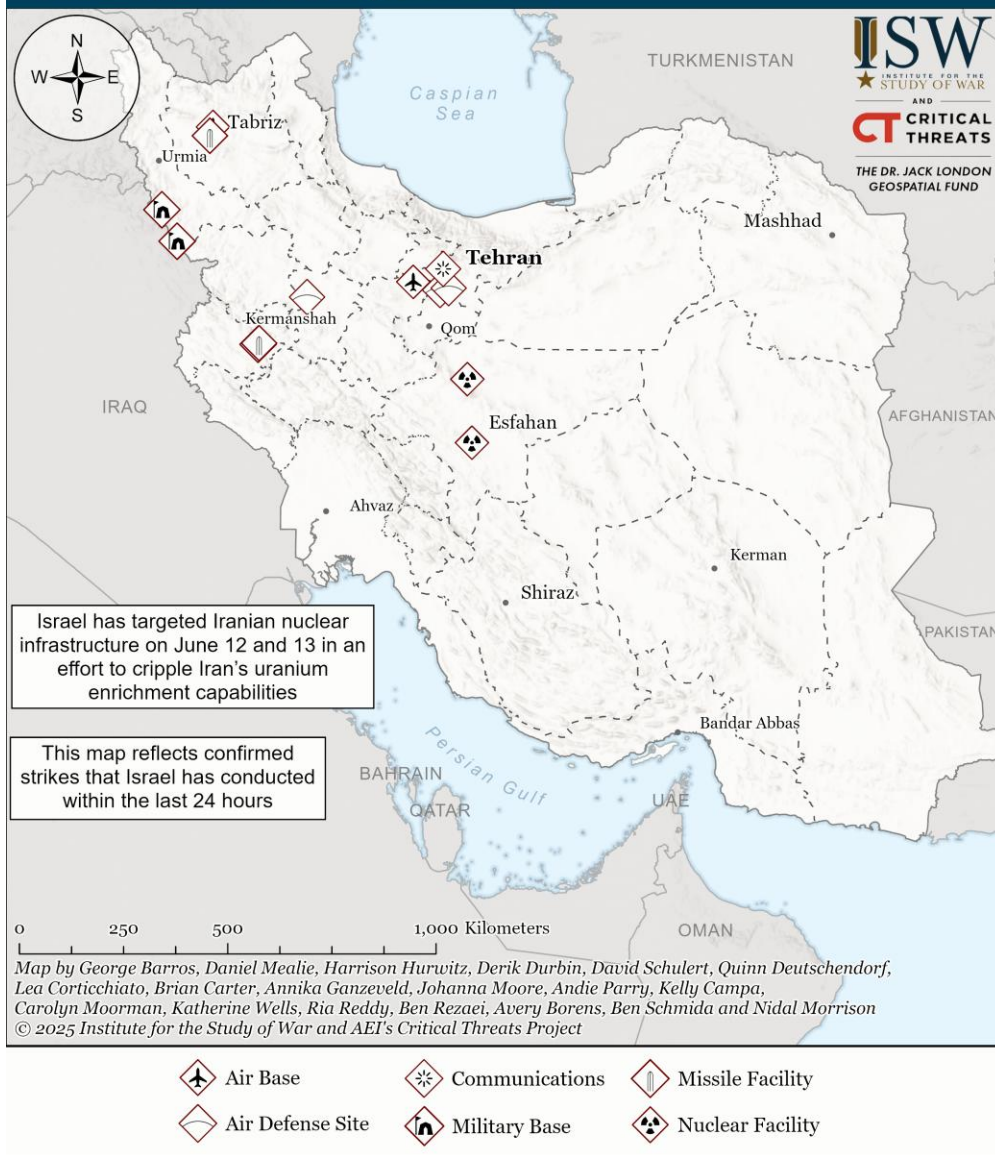 N
W E
S
ISW
INSTITUTE FOR THE
STUDY OF WAR
AND
CT CRITICAL
THREATS
THE DR. JACK LONDON
GEOSPATIAL FUND
TURKMENISTAN
Caspian
Sea
Tabriz
Urmia
Mashhad
Tehran
Kermanshah
Qom
IRAQ
Esfahan
AFGHANISTAN
Ahvaz
Kerman
Shiraz
Israel has targeted Iranian nuclear
infrastructure on June 12 and 13 in an
effort to cripple Iran's uranium
enrichment capabilities
PAKISTAN
Bandar Abbas
This map reflects confirmed
strikes that Israel has conducted
within the last 24 hours
Persian Gulf
BAHRAIN
QATAR
UAE
OMAN
0 250 500 1,000 Kilometers
Map by George Barros, Daniel Mealie, Harrison Hurwitz, Derik Durbin, David Schulert, Quinn Deutschendorf,
Lea Corticchiato, Brian Carter, Annika Ganzeveld, Johanna Moore, Andie Parry, Kelly Campa,
Carolyn Moorman, Katherine Wells, Ria Reddy, Ben Rezaei, Avery Borens, Ben Schmida and Nidal Morrison
© 2025 Institute for the Study of War and AEI's Critical Threats Project
Air Base
Communications
Missile Facility
Air Defense Site
Military Base
Nuclear Facility